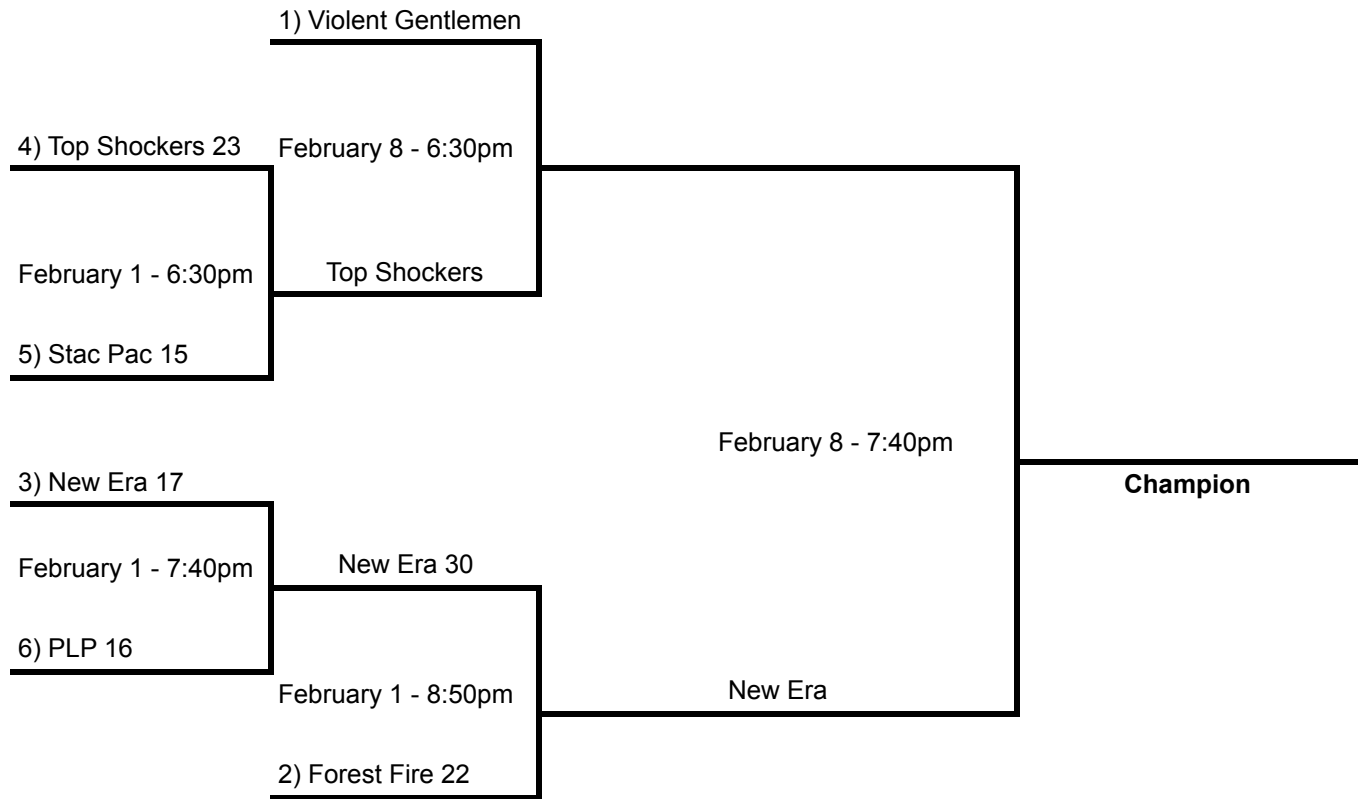 1) Violent Gentlemen
4) Top Shockers 23
February 8 - 6:30pm
February 1 - 6:30pm
Top Shockers
5) Stac Pac 15
February 8 - 7:40pm
3) New Era 17
Champion
February 1 - 7:40pm
New Era 30
6) PLP 16
February 1 - 8:50pm
New Era
2) Forest Fire 22